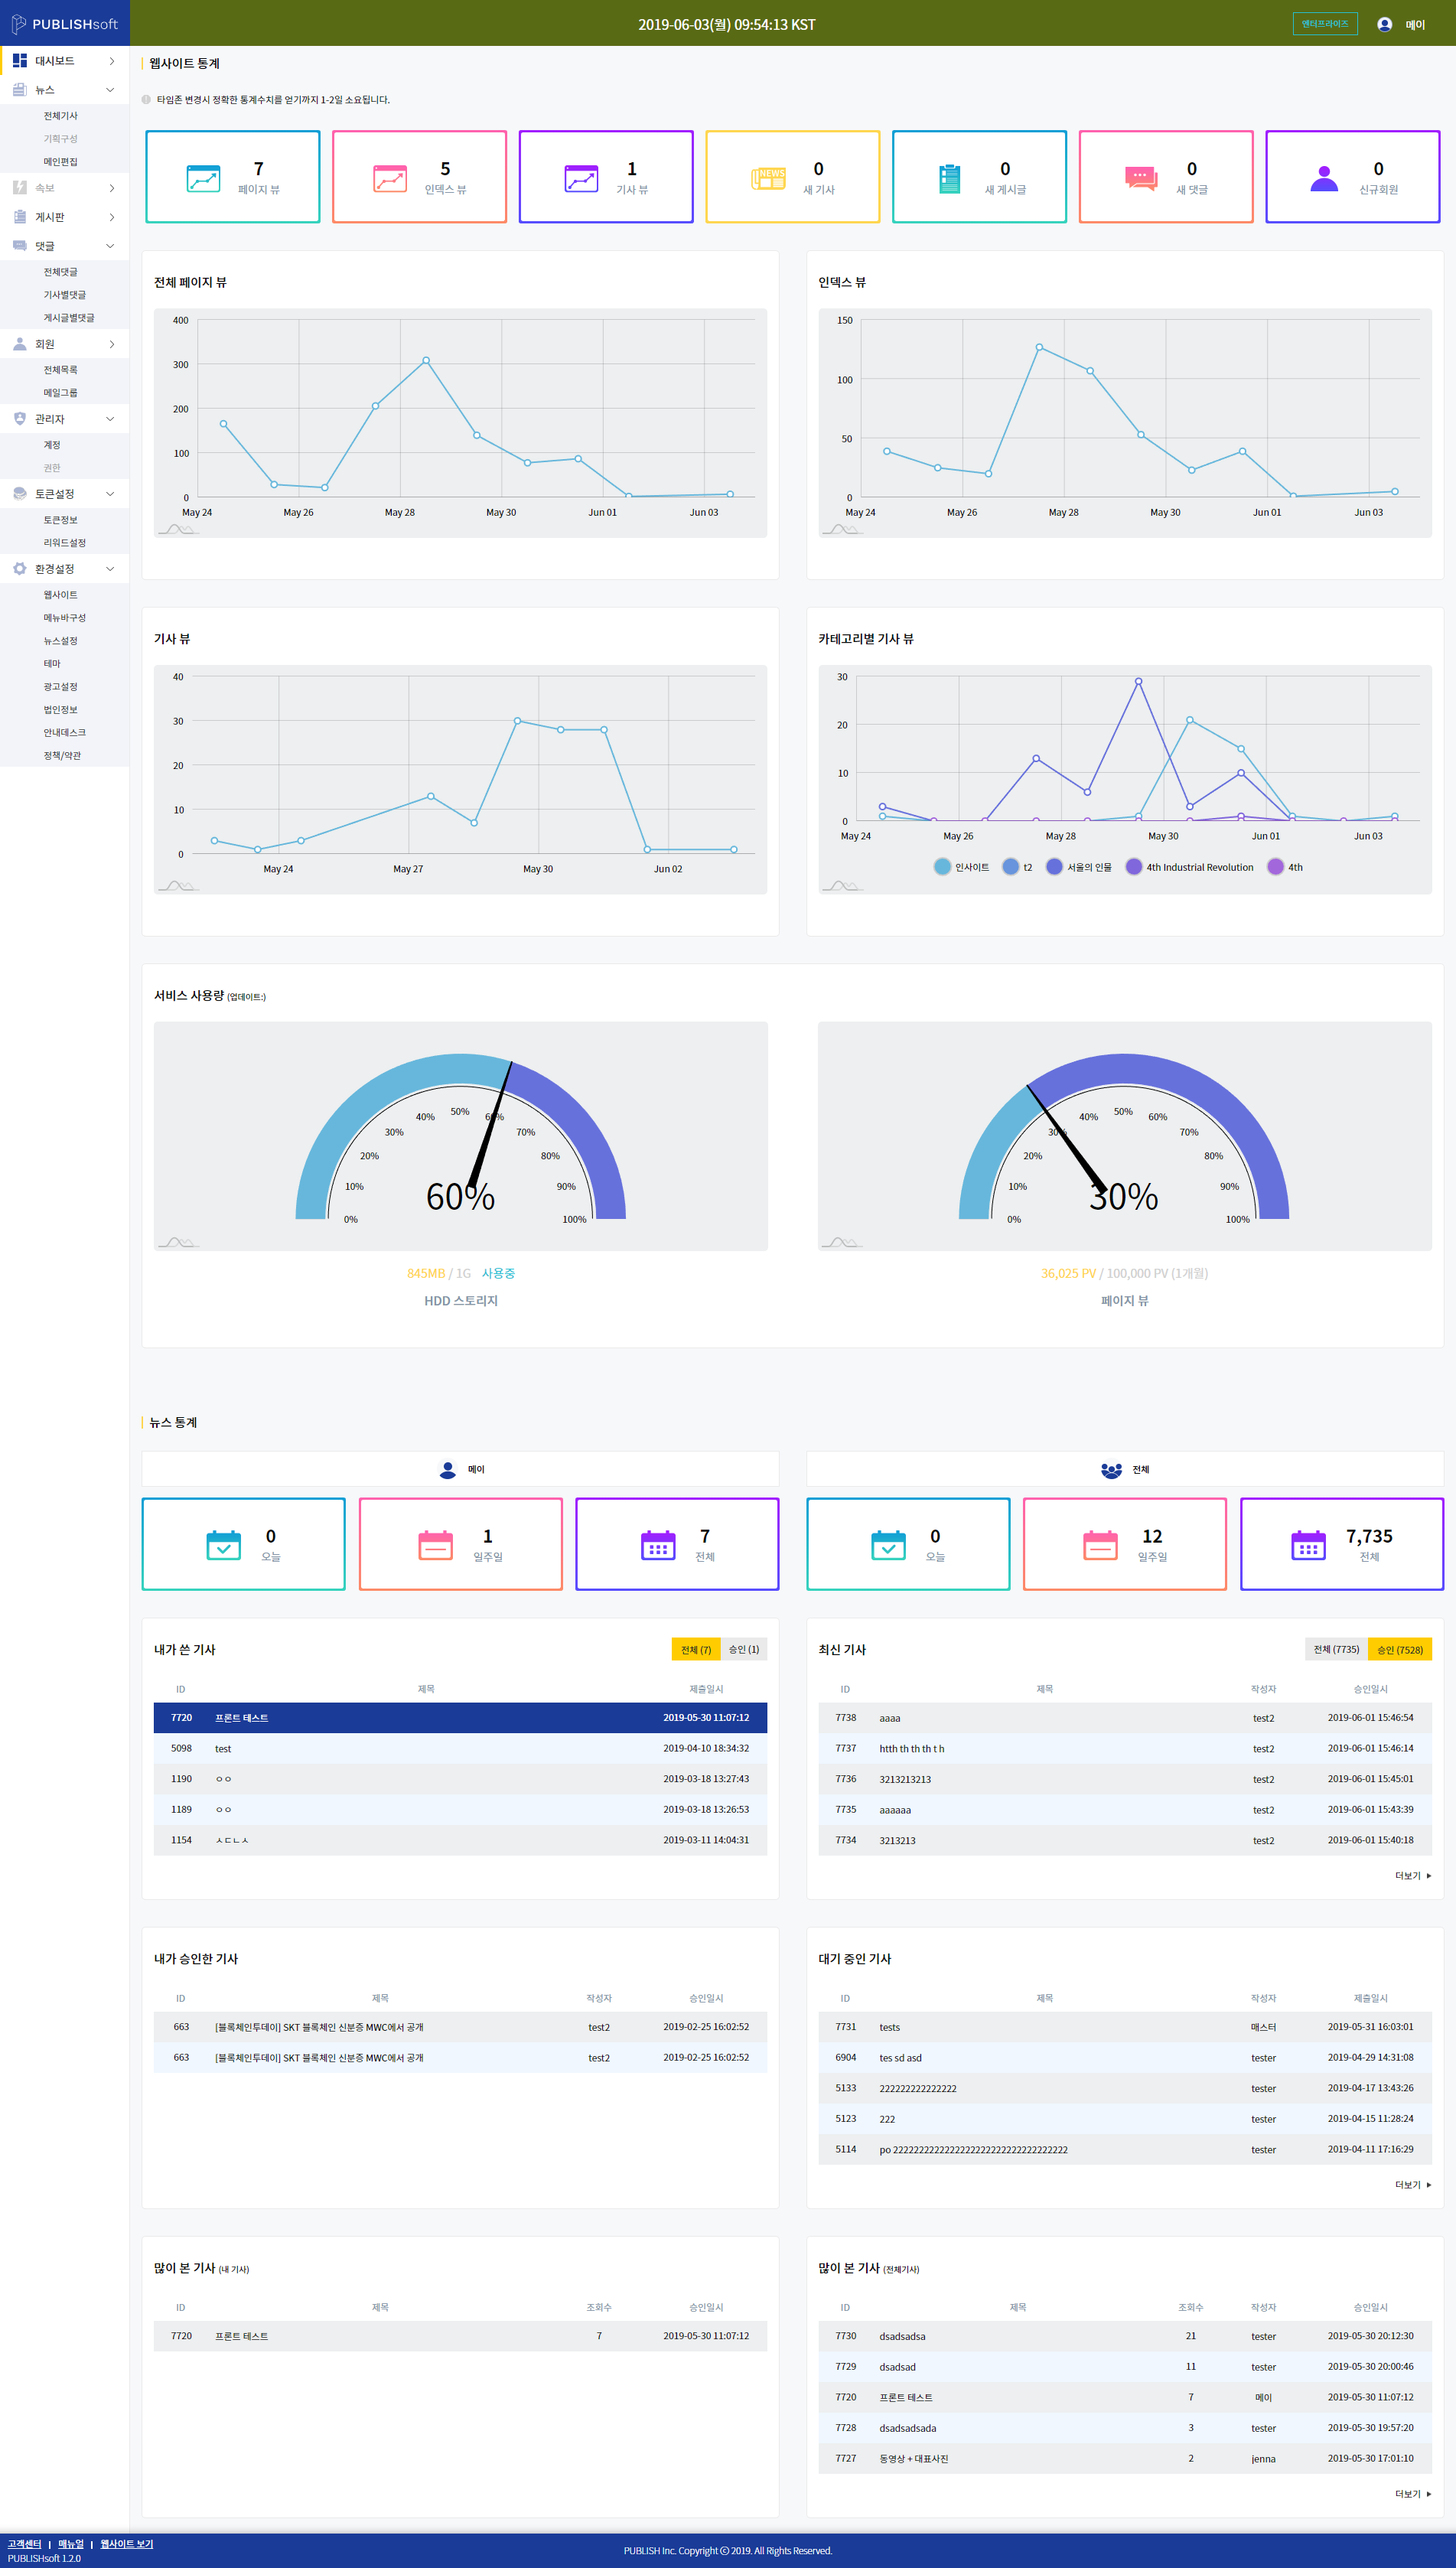 PUBLISHsoft
2019-06-03(월) 09:54:13 KST
엔터프라이즈
메이
대시보드
뉴스
전체기사
기획구성
메인편집
속보
게시판
댓글
전체댓글
기사별댓글
게시글별댓글
회원
전체목록
메일그룹
관리자
계정
권한
토큰설정
토큰정보
리워드설정
환경설정
웹사이트
메뉴바구성
뉴스설정
테마
광고설정
법인정보
안내데스크
정책/약관
웹사이트 통계
타임존 변경시 정확한 통계수치를 얻기까지 1-2일 소요됩니다.
7
페이지 뷰
5
인덱스 뷰
1
기사 뷰
NEWS
0
새 기사
0
새 게시글
0
새 댓글
0
신규회원
전체 페이지 뷰
400
300
200
100
0
May 24 May 26 May 28 May 30 Jun 01 Jun 03
인덱스 뷰
150
100
50
0
May 24 May 26 May 28 May 30 Jun 01 Jun 03
기사 뷰
40
30
20
10
0
May 24 May 27 May 30 Jun 02
카테고리별 기사 뷰
30
20
10
0
May 24 May 26 May 28 May 30 Jun 01 Jun 03
인사이트 t2 서울의 인물 4th Industrial Revolution 4th
서비스 사용량 (업데이트:)
0% 10% 20% 30% 40% 50% 60% 70% 80% 90% 100%
60%
845MB / 1G 사용중
HDD 스토리지
0% 10% 20% 30% 40% 50% 60% 70% 80% 90% 100%
30%
36,025 PV / 100,000 PV (1개월)
페이지 뷰
뉴스 통계
메이
0
오늘
1
일주일
7
전체
전체
0
오늘
12
일주일
7,735
전체
내가 쓴 기사 전체 (7) 승인 (1)
ID 제목 제출일시
7720 프론트 테스트 2019-05-30 11:07:12
5098 test 2019-04-10 18:34:32
1190 ㅇㅇ 2019-03-18 13:27:43
1189 ㅇㅇ 2019-03-18 13:26:53
1154 ㅅㄷㄴㅅ 2019-03-11 14:04:31
최신 기사 전체 (7735) 승인 (7528)
ID 제목 작성자 승인일시
7738 aaaa test2 2019-06-01 15:46:54
7737 htth th th th t h test2 2019-06-01 15:46:14
7736 3213213213 test2 2019-06-01 15:45:01
7735 aaaaaa test2 2019-06-01 15:43:39
7734 3213213 test2 2019-06-01 15:40:18
더보기
내가 승인한 기사
ID 제목 작성자 승인일시
663 [블록체인투데이] SKT 블록체인 신분증 MWC에서 공개 test2 2019-02-25 16:02:52
663 [블록체인투데이] SKT 블록체인 신분증 MWC에서 공개 test2 2019-02-25 16:02:52
대기 중인 기사
ID 제목 작성자 제출일시
7731 tests 매스터 2019-05-31 16:03:01
6904 tes sd asd tester 2019-04-29 14:31:08
5133 222222222222222 tester 2019-04-17 13:43:26
5123 222 tester 2019-04-15 11:28:24
5114 po 2222222222222222222222222222222222 tester 2019-04-11 17:16:29
더보기
많이 본 기사 (내 기사)
ID 제목 조회수 승인일시
7720 프론트 테스트 7 2019-05-30 11:07:12
많이 본 기사 (전체기사)
ID 제목 조회수 작성자 승인일시
7730 dsadsadsa 21 tester 2019-05-30 20:12:30
7729 dsadsad 11 tester 2019-05-30 20:00:46
7720 프론트 테스트 7 메이 2019-05-30 11:07:12
7728 dsadsadsada 3 tester 2019-05-30 19:57:20
7727 동영상 + 대표사진 2 jenna 2019-05-30 17:01:10
더보기
고객센터 | 매뉴얼 | 웹사이트 보기
PUBLISHsoft 1.2.0
PUBLISH Inc. Copyright ⓒ 2019. All Rights Reserved.